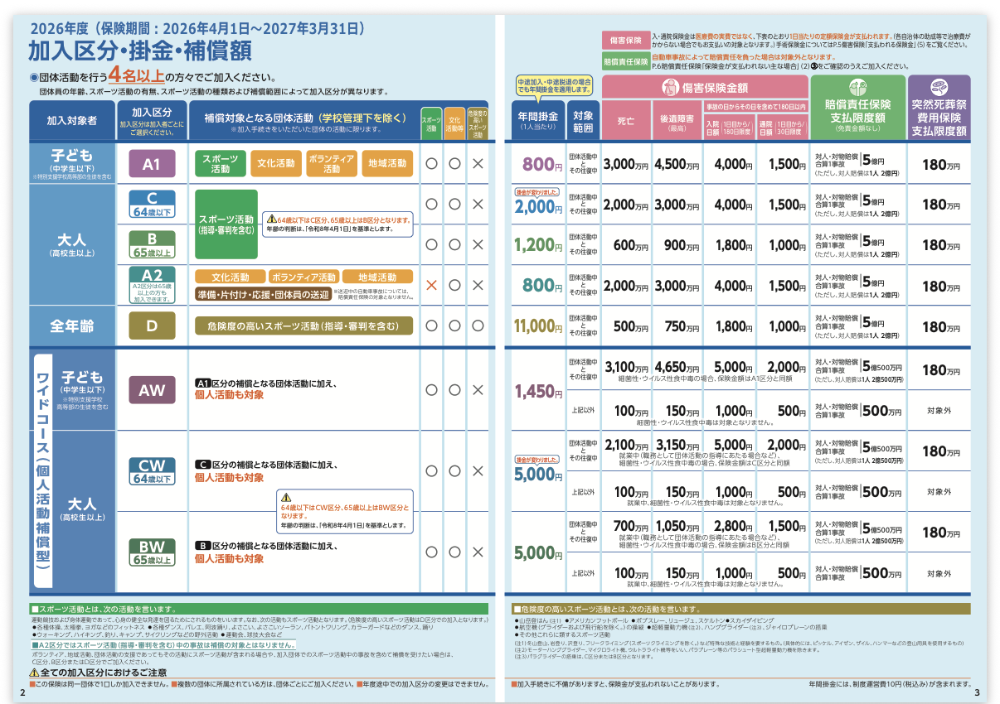 2026年度（保険期間：2026年4月1日～2027年3月31日）
加入区分・掛金・補償額
●団体活動を行う4名以上の方々でご加入ください。
団体員の年齢、スポーツ活動の有無、スポーツ活動の種類および補償範囲によって加入区分が異なります。
加入対象者
加入区分
加入区分は加入者ごとにご選択ください。
補償対象となる団体活動（学校管理下を除く）
※加入手続きをいただいた団体の活動に限ります。
スポーツ活動
文化活動等
危険度の高いスポーツ活動
子ども
（中学生以下）
※特別支援学校高等部の生徒を含む
A1
スポーツ活動
文化活動
ボランティア活動
地域活動
○ ○ ×
大人
（高校生以上）
C
64歳以下
スポーツ活動
（指導・審判を含む）
⚠64歳以下はC区分、65歳以上はB区分となります。
年齢の判断は、「令和8年4月1日」を基準とします。
○ ○ ×
B
65歳以上
○ ○ ×
A2
A2区分は65歳以上の方も加入できます。
文化活動
ボランティア活動
地域活動
準備・片付け・応援・団体員の送迎
※送迎中の自動車事故については、賠償責任保険の対象となりません。
× ○ ×
全年齢
D
危険度の高いスポーツ活動（指導・審判を含む）
○ ○ ○
ワイドコース（個人活動補償型）
子ども
（中学生以下）
※特別支援学校高等部の生徒を含む
AW
A1区分の補償となる団体活動に加え、
個人活動も対象
○ ○ ×
大人
（高校生以上）
CW
64歳以下
C区分の補償となる団体活動に加え、
個人活動も対象
○ ○ ×
⚠
64歳以下はCW区分、65歳以上はBW区分となります。
年齢の判断は、「令和8年4月1日」を基準とします。
BW
65歳以上
B区分の補償となる団体活動に加え、
個人活動も対象
○ ○ ×
■スポーツ活動とは、次の活動を言います。
運動競技および身体運動であって、心身の健全な発達を図るためにされるものをいいます。なお、次の活動もスポーツ活動となります。（危険度の高いスポーツ活動はD区分での加入となります。）
●各種体操、太極拳、ヨガなどのフィットネス ●各種ダンス、バレエ、阿波踊り、よさこい、よさこいソーラン、バトントワリング、カラーガードなどのダンス、踊り
●ウォーキング、ハイキング、釣り、キャンプ、サイクリングなどの野外活動 ●運動会、球技大会など
■A2区分ではスポーツ活動（指導・審判を含む）中の事故は補償の対象とはなりません。
ボランティア、地域活動、団体活動の支援であってもその活動にスポーツ活動が含まれる場合や、加入団体でのスポーツ活動中の事故を含めて補償を受けたい場合は、
C区分、B区分またはD区分でご加入ください。
⚠全ての加入区分におけるご注意
■この保険は同一団体で1口しか加入できません。■複数の団体に所属されている方は、団体ごとにご加入ください。■年度途中での加入区分の変更はできません。
2
傷害保険
入・通院保険金は医療費の実費ではなく、下表のとおり1日当たりの定額保険金が支払われます。（各自治体の助成等で治療費が
かからない場合でもお支払いの対象となります。）手術保険金についてはP.5傷害保険「支払われる保険金」（5）をご覧ください。
賠償責任保険
自動車事故によって賠償責任を負った場合は対象外となります。
P.6賠償責任保険「保険金が支払われない主な場合」（2）❸をご確認のうえご加入ください。
中途加入・中途脱退の場合でも年間掛金を適用します。
年間掛金
（1人当たり）
対象範囲
傷害保険金額
死亡
後遺障害
（最高）
事故の日からその日を含めて180日以内
入院日額 1日目から/180日限度
通院日額 1日目から/30日限度
賠償責任保険
支払限度額
（免責金額なし）
突然死葬祭
費用保険
支払限度額
800円
団体活動中とその往復中
3,000万円 4,500万円 4,000円 1,500円
対人・対物賠償合算1事故 5億円
（ただし、対人賠償は1人 2億円）
180万円
掛金が変わりました。
2,000円
団体活動中とその往復中
2,000万円 3,000万円 4,000円 1,500円
対人・対物賠償合算1事故 5億円
（ただし、対人賠償は1人 2億円）
180万円
1,200円
団体活動中とその往復中
600万円 900万円 1,800円 1,000円
対人・対物賠償合算1事故 5億円
（ただし、対人賠償は1人 2億円）
180万円
800円
団体活動中とその往復中
2,000万円 3,000万円 4,000円 1,500円
対人・対物賠償合算1事故 5億円
（ただし、対人賠償は1人 2億円）
180万円
11,000円
団体活動中とその往復中
500万円 750万円 1,800円 1,000円
対人・対物賠償合算1事故 5億円
（ただし、対人賠償は1人 2億円）
180万円
1,450円
団体活動中とその往復中
3,100万円 4,650万円 5,000円 2,000円
細菌性・ウイルス性食中毒の場合、保険金額はA1区分と同額
対人・対物賠償合算1事故 5億500万円
（ただし、対人賠償は1人 2億500万円）
180万円
上記以外
100万円 150万円 1,000円 500円
細菌性・ウイルス性食中毒は対象となりません。
対人・対物賠償合算1事故 500万円
対象外
掛金が変わりました。
5,000円
団体活動中とその往復中
2,100万円 3,150万円 5,000円 2,000円
就業中（職務として団体活動の指導にあたる場合など）、
細菌性・ウイルス性食中毒の場合、保険金額はC区分と同額
対人・対物賠償合算1事故 5億500万円
（ただし、対人賠償は1人 2億500万円）
180万円
上記以外
100万円 150万円 1,000円 500円
就業中、細菌性・ウイルス性食中毒は対象となりません。
対人・対物賠償合算1事故 500万円
対象外
5,000円
団体活動中とその往復中
700万円 1,050万円 2,800円 1,500円
就業中（職務として団体活動の指導にあたる場合など）、
細菌性・ウイルス性食中毒の場合、保険金額はB区分と同額
対人・対物賠償合算1事故 5億500万円
（ただし、対人賠償は1人 2億500万円）
180万円
上記以外
100万円 150万円 1,000円 500円
就業中、細菌性・ウイルス性食中毒は対象となりません。
対人・対物賠償合算1事故 500万円
対象外
■危険度の高いスポーツ活動とは、次の活動を言います。
●山岳登はん（注1） ●アメリカンフットボール ●ボブスレー、リュージュ、スケルトン ●スカイダイビング
●航空機（グライダーおよび飛行船を除く。）の操縦 ●超軽量動力機（注2）、ハンググライダー（注3）、ジャイロプレーンの搭乗
●その他これらに類するスポーツ活動
（注1）冬山登山、岩登り、沢登り、フリークライミング（スポーツクライミングを除く。）など特殊な技術と経験を要するもの。（具体的には、ピッケル、アイゼン、ザイル、ハンマーなどの登山用具を使用するもの）
（注2）モーターハンググライダー、マイクロライト機、ウルトラライト機等をいい、パラプレーン等のパラシュート型超軽量動力機を除きます。
（注3）パラグライダーの搭乗は、C区分またはB区分となります。
■加入手続きに不備がありますと、保険金が支払われないことがあります。
年間掛金には、制度運営費10円（税込み）が含まれます。
3